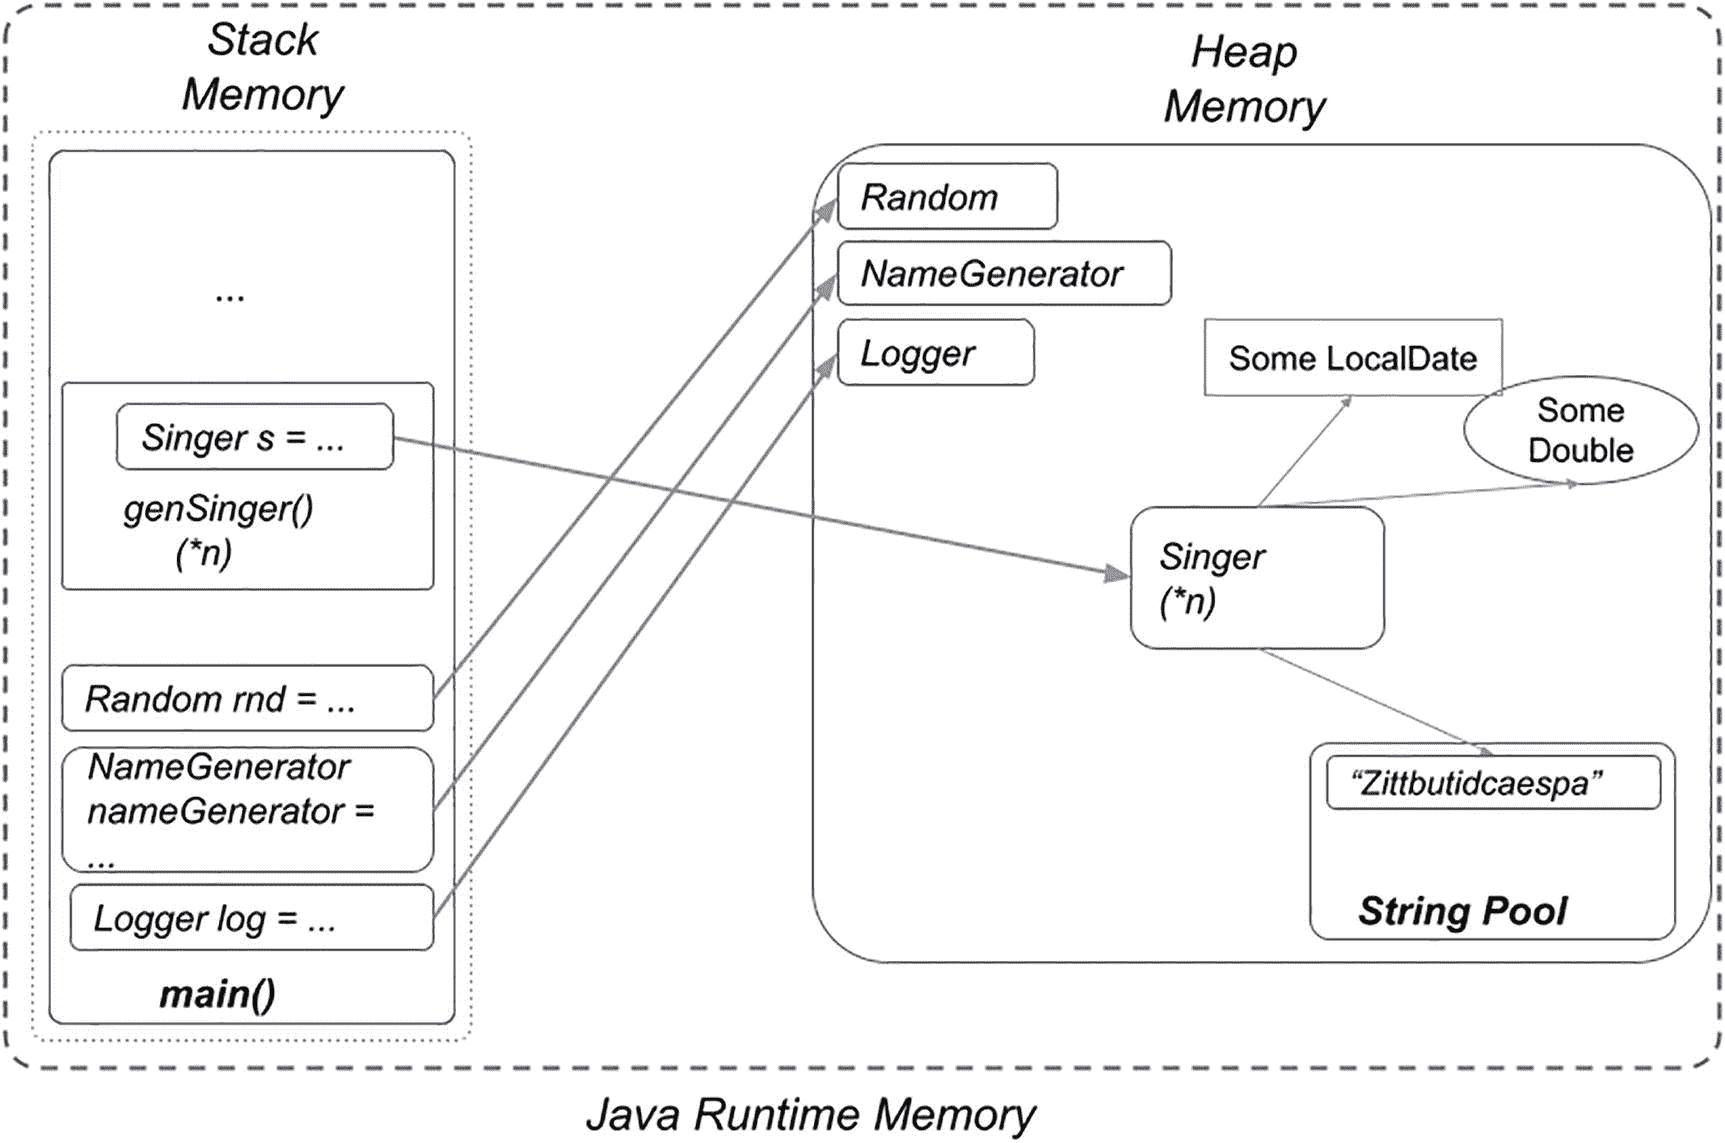 Stack
Memory
...
Singer s = ...
genSinger()
(*n)
Random rnd = ...
NameGenerator
nameGenerator =
...
Logger log = ...
main()
Heap
Memory
Random
NameGenerator
Logger
Some LocalDate
Some
Double
Singer
(*n)
“Zittbutidcaespa”
String Pool
Java Runtime Memory